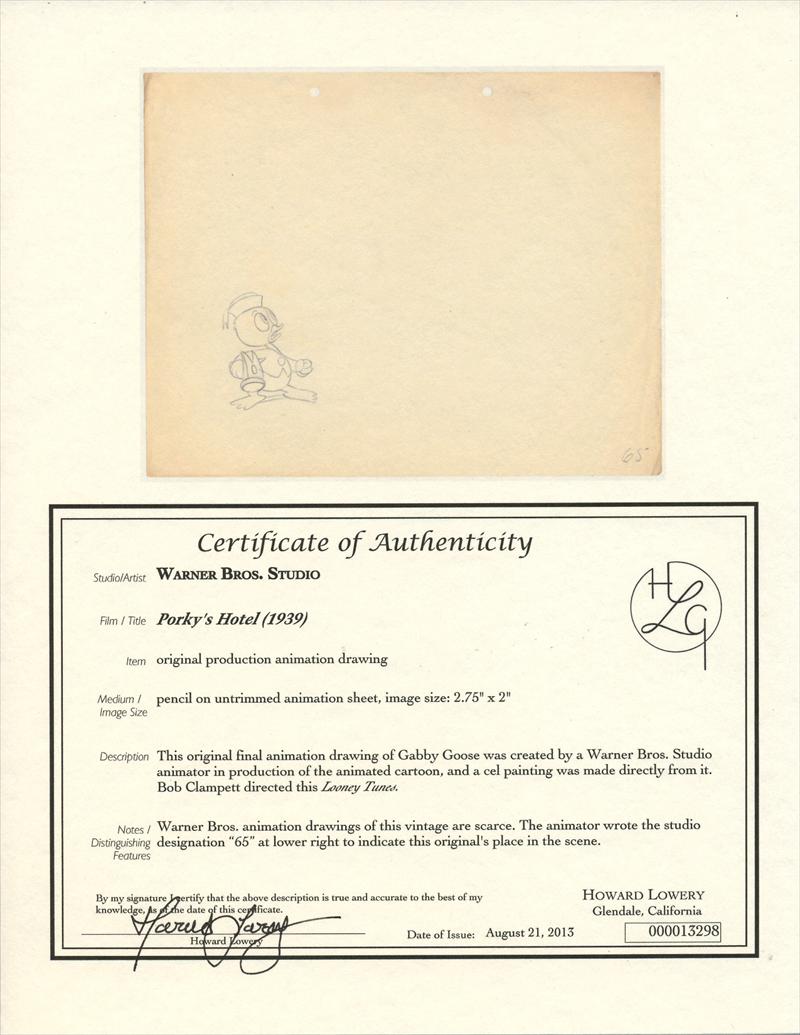 65
Certificate of Authenticity
Studio/Artist WARNER BROS. STUDIO
HLG
Film / Title Porky's Hotel (1939)
Item original production animation drawing
Medium / pencil on untrimmed animation sheet, image size: 2.75" x 2"
Image Size
Description This original final animation drawing of Gabby Goose was created by a Warner Bros. Studio
animator in production of the animated cartoon, and a cel painting was made directly from it.
Bob Clampett directed this Looney Tunes.
Notes / Warner Bros. animation drawings of this vintage are scarce. The animator wrote the studio
Distinguishing designation "65" at lower right to indicate this original's place in the scene.
Features
By my signature I certify that the above description is true and accurate to the best of my
knowledge, as of the date of this certificate.
Howard Lowery
Howard Lowery
HOWARD LOWERY
Glendale, California
Date of Issue: August 21, 2013
000013298